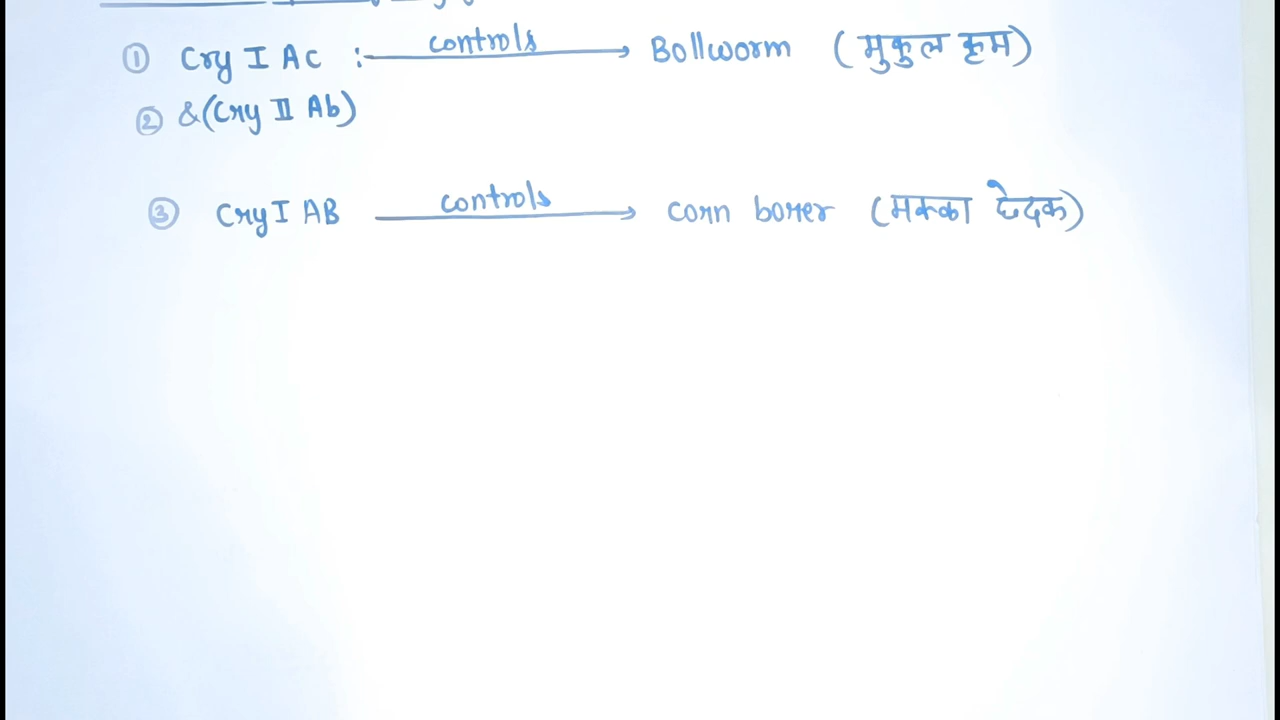 ① Cry I Ac :- controls → Bollworm (मुकुल कृम)
② & (Cry II Ab)
③ Cry I AB controls → corn borer (मक्का छेदक)